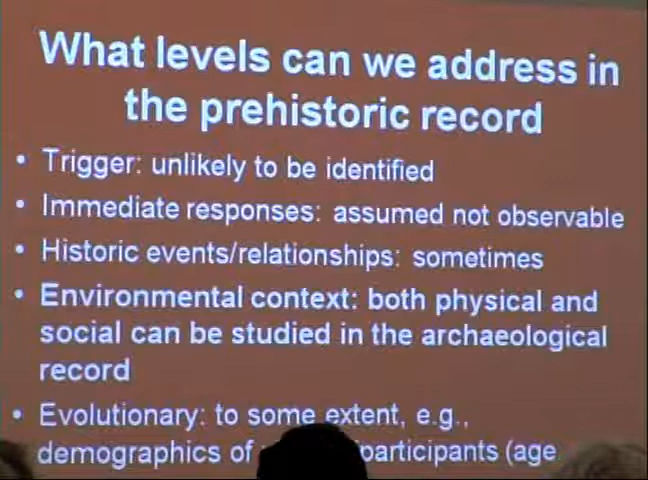 What levels can we address in
the prehistoric record
• Trigger: unlikely to be identified
• Immediate responses: assumed not observable
• Historic events/relationships: sometimes
• Environmental context: both physical and
social can be studied in the archaeological
record
• Evolutionary: to some extent, e.g.,
demographics of participants (age